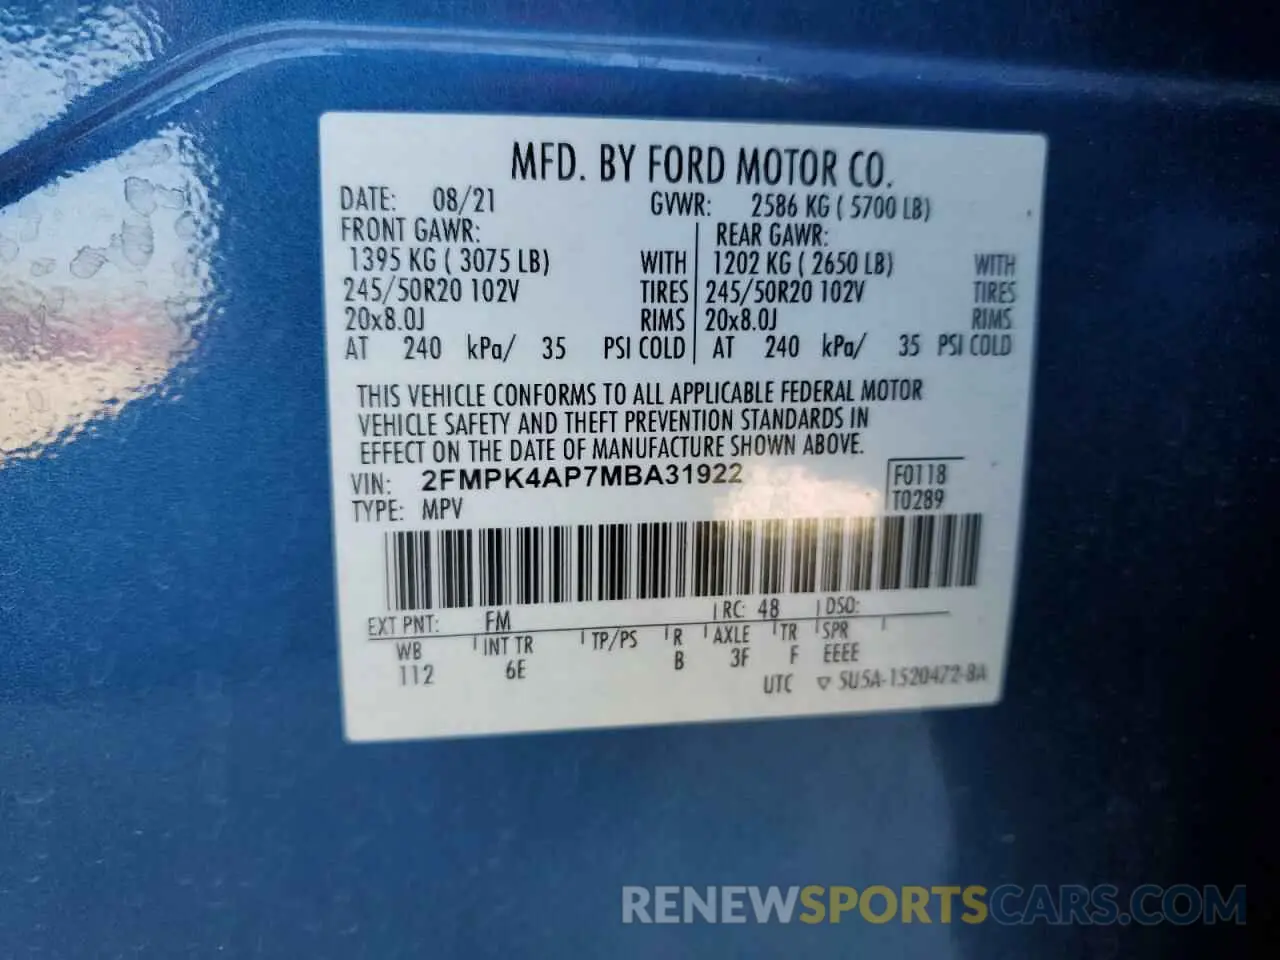 MFD. BY FORD MOTOR CO.
DATE: 08/21 GVWR: 2586 KG ( 5700 LB)
FRONT GAWR: REAR GAWR:
1395 KG ( 3075 LB) WITH 1202 KG ( 2650 LB) WITH
245/50R20 102V TIRES 245/50R20 102V TIRES
20x8.0J RIMS 20x8.0J RIMS
AT 240 kPa/ 35 PSI COLD AT 240 kPa/ 35 PSI COLD
THIS VEHICLE CONFORMS TO ALL APPLICABLE FEDERAL MOTOR
VEHICLE SAFETY AND THEFT PREVENTION STANDARDS IN
EFFECT ON THE DATE OF MANUFACTURE SHOWN ABOVE.
VIN: 2FMPK4AP7MBA31922 F0118
TYPE: MPV T0289
EXT PNT: FM RC: 48 DSO:
WB INT TR TP/PS R AXLE TR SPR
112 6E B 3F F EEEE
UTC ▽ 5U5A-1520472-BA
RENEWSPORTSCARS.COM